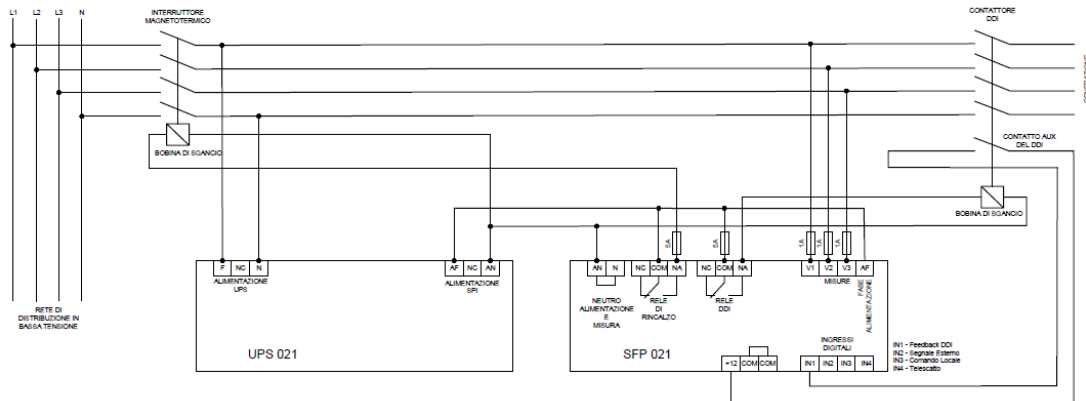 L1 L2 L3 N
INTERRUTTORE
MAGNETOTERMICO
CONTATTORE
DDI
GENERATORE
BOBINA DI SGANCIO
CONTATTO AUX
DEL DDI
BOBINA DI SGANCIO
5A
5A
1A
1A
1A
F NC N
ALIMENTAZIONE
UPS
AF NC AN
ALIMENTAZIONE
SPI
AN N
NEUTRO
ALIMENTAZIONE
E
MISURA
NC COM NA
RELE
DI
RINCALZO
NC COM NA
RELE
DDI
V1 V2 V3 AF
MISURE
FASE
ALIMENTAZIONE
RETE DI
DISTRIBUZIONE IN
BASSA TENSIONE
UPS 021
SFP 021
INGRESSI
DIGITALI
+12 COM COM
IN1 IN2 IN3 IN4
IN1 - Feedback DDI
IN2 - Segnale Esterno
IN3 - Comando Locale
IN4 - Telescatto